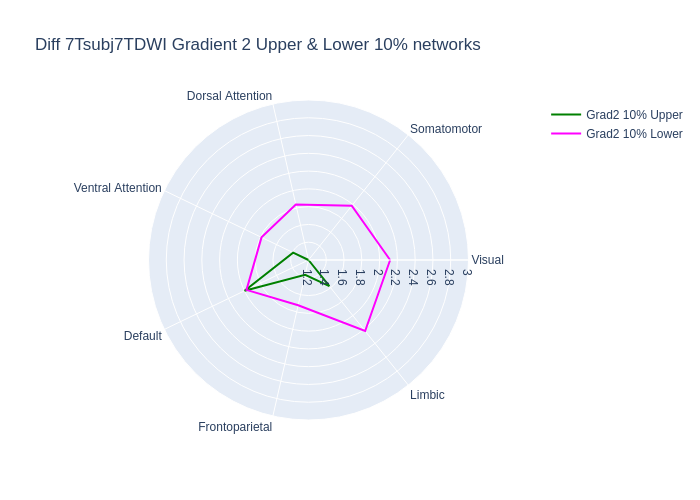 Diff 7Tsubj7TDWI Gradient 2 Upper & Lower 10% networks
Dorsal Attention
Somatomotor
Grad2 10% Upper
Grad2 10% Lower
Ventral Attention
Visual
1.2
1.4
1.6
1.8
2
2.2
2.4
2.6
2.8
3
Default
Limbic
Frontoparietal